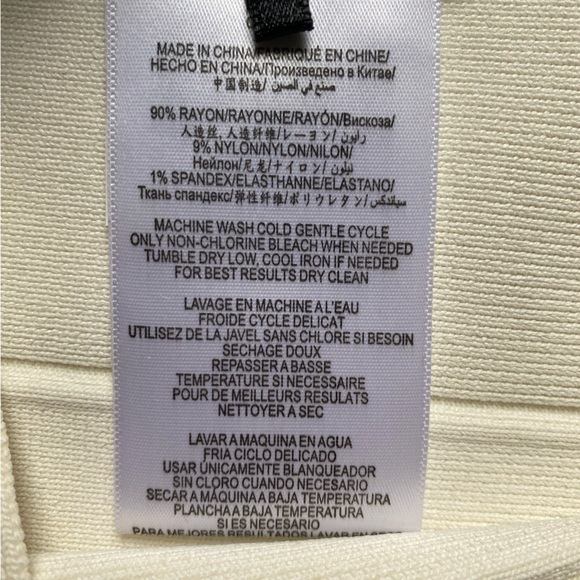 MADE IN CHINA/FABRIQUÉ EN CHINE/
HECHO EN CHINA/Произведено в Китае/
中国制造/صنع في الصين/
90% RAYON/RAYONNE/RAYÓN/Вискоза/
人造丝, 人造纤维/レーヨン/رايون/
9% NYLON/NYLON/NILON/
Нейлон/尼龙/ナイロン/نيلون/
1% SPANDEX/ELASTHANNE/ELASTANO/
Ткань спандекс/弹性纤维/ポリウレタン/سباندكس/
MACHINE WASH COLD GENTLE CYCLE
ONLY NON-CHLORINE BLEACH WHEN NEEDED
TUMBLE DRY LOW, COOL IRON IF NEEDED
FOR BEST RESULTS DRY CLEAN
LAVAGE EN MACHINE A L'EAU
FROIDE CYCLE DELICAT
UTILISEZ DE LA JAVEL SANS CHLORE SI BESOIN
SECHAGE DOUX
REPASSER A BASSE
TEMPERATURE SI NECESSAIRE
POUR DE MEILLEURS RESULATS
NETTOYER A SEC
LAVAR A MAQUINA EN AGUA
FRIA CICLO DELICADO
USAR ÚNICAMENTE BLANQUEADOR
SIN CLORO CUANDO NECESARIO
SECAR A MÁQUINA A BAJA TEMPERATURA
PLANCHA A BAJA TEMPERATURA
SI ES NECESARIO
PARA MEJORES RESULTADOS LAVAR EN